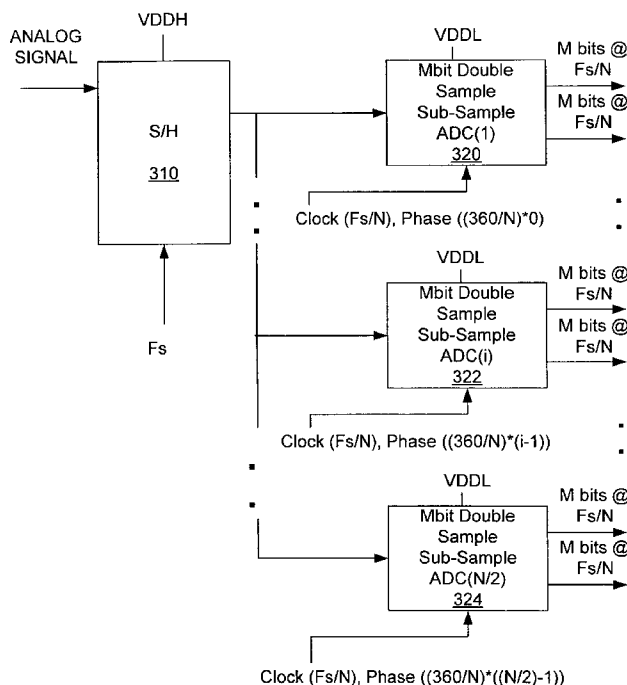 VDDH
ANALOG
SIGNAL
S/H
310
Fs
VDDL
Mbit Double
Sample
Sub-Sample
ADC(1)
320
M bits @
Fs/N
M bits @
Fs/N
Clock (Fs/N), Phase ((360/N)*0)
VDDL
Mbit Double
Sample
Sub-Sample
ADC(i)
322
M bits @
Fs/N
M bits @
Fs/N
Clock (Fs/N), Phase ((360/N)*(i-1))
VDDL
Mbit Double
Sample
Sub-Sample
ADC(N/2)
324
M bits @
Fs/N
M bits @
Fs/N
Clock (Fs/N), Phase ((360/N)*((N/2)-1))